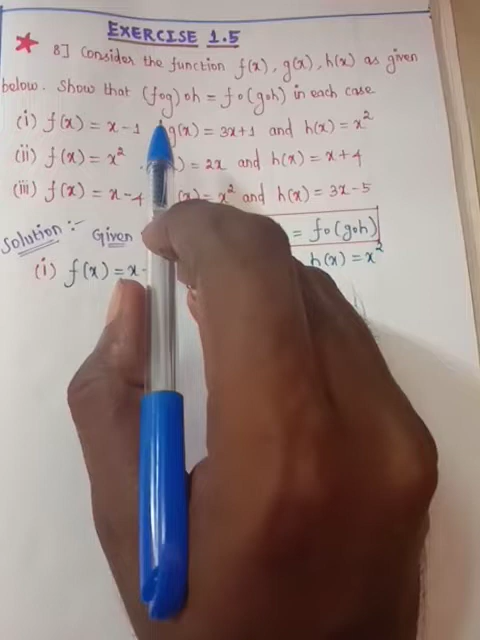 EXERCISE 1.5
8] Consider the function f(x), g(x), h(x) as given
below. Show that (fog)oh = fo(goh) in each case
(i) f(x) = x-1 g(x) = 3x+1 and h(x) = x²
(ii) f(x) = x² ) = 2x and h(x) = x+4
(iii) f(x) = x-4 (x) = x² and h(x) = 3x-5
Solution:- Given = fo(goh)
(i) f(x) = x- h(x) = x²